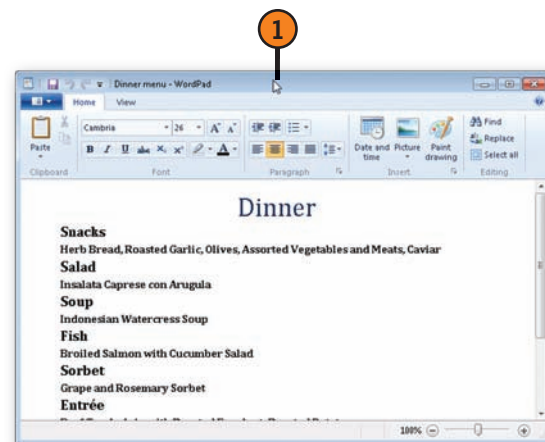 1
Dinner menu - WordPad
Home View
Paste
Clipboard
Cambria 26 A A
B I U abc X₂ X² A
Font
Paragraph
Date and time
Picture
Paint drawing
Insert
Find
Replace
Select all
Editing
Dinner
Snacks
Herb Bread, Roasted Garlic, Olives, Assorted Vegetables and Meats, Caviar
Salad
Insalata Caprese con Arugula
Soup
Indonesian Watercress Soup
Fish
Broiled Salmon with Cucumber Salad
Sorbet
Grape and Rosemary Sorbet
Entrée
100%